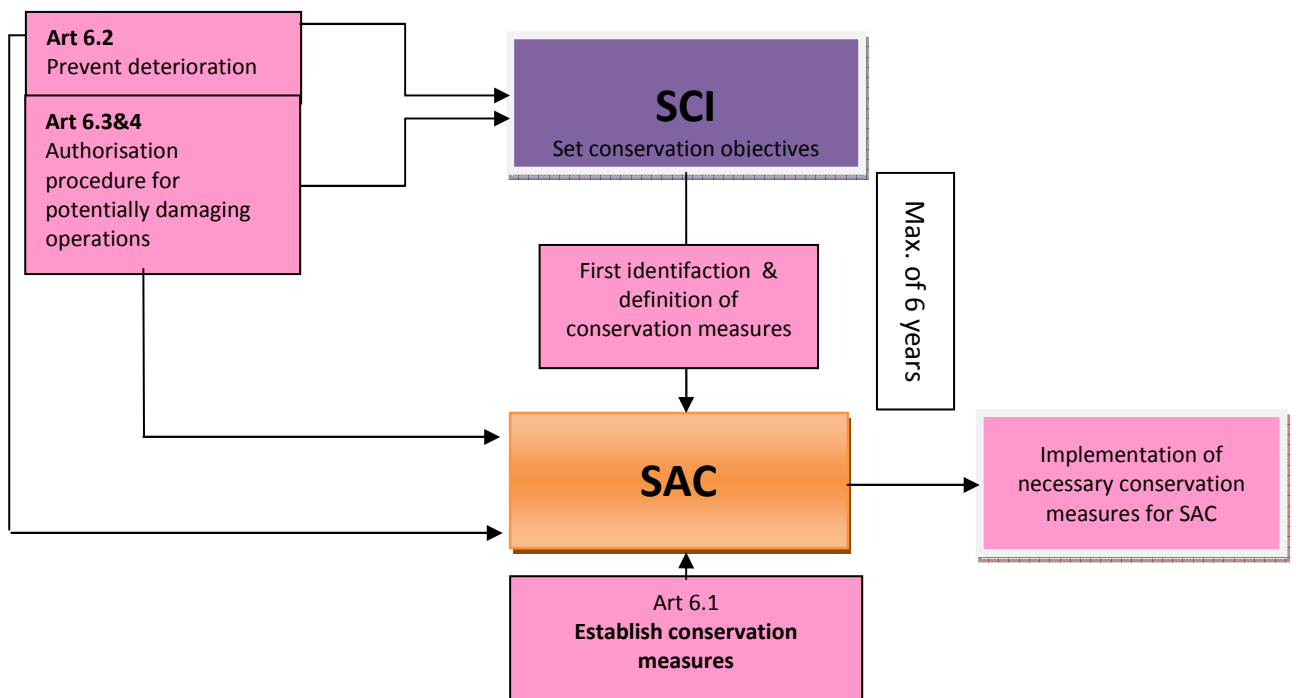 Art 6.2
Prevent deterioration
Art 6.3&4
Authorisation
procedure for
potentially damaging
operations
SCI
Set conservation objectives
Max. of 6 years
First identifaction &
definition of
conservation measures
SAC
Implementation of
necessary conservation
measures for SAC
Art 6.1
Establish conservation
measures